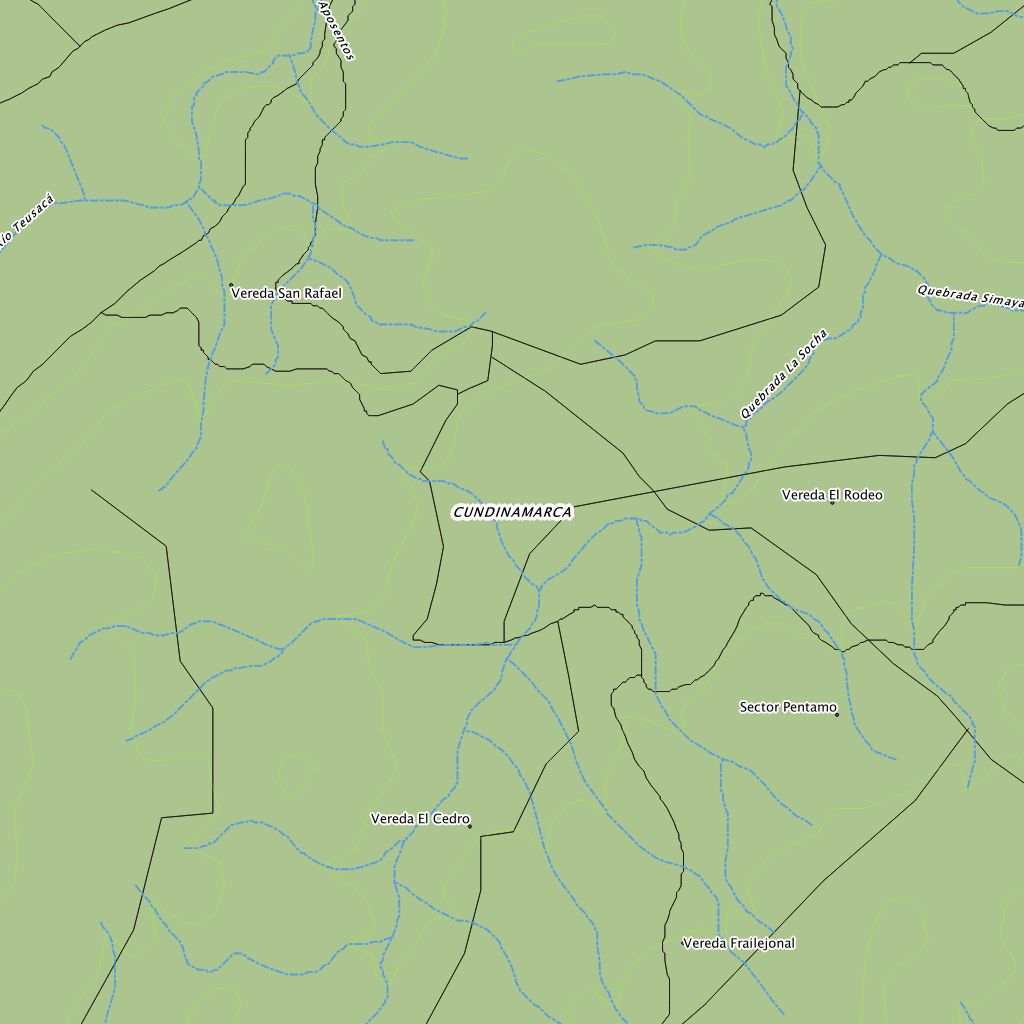 Aposentos
Río Teusacá
Vereda San Rafael
Quebrada Simaya
Quebrada La Socha
Vereda El Rodeo
CUNDINAMARCA
Sector Pentamo
Vereda El Cedro
Vereda Frailejonal